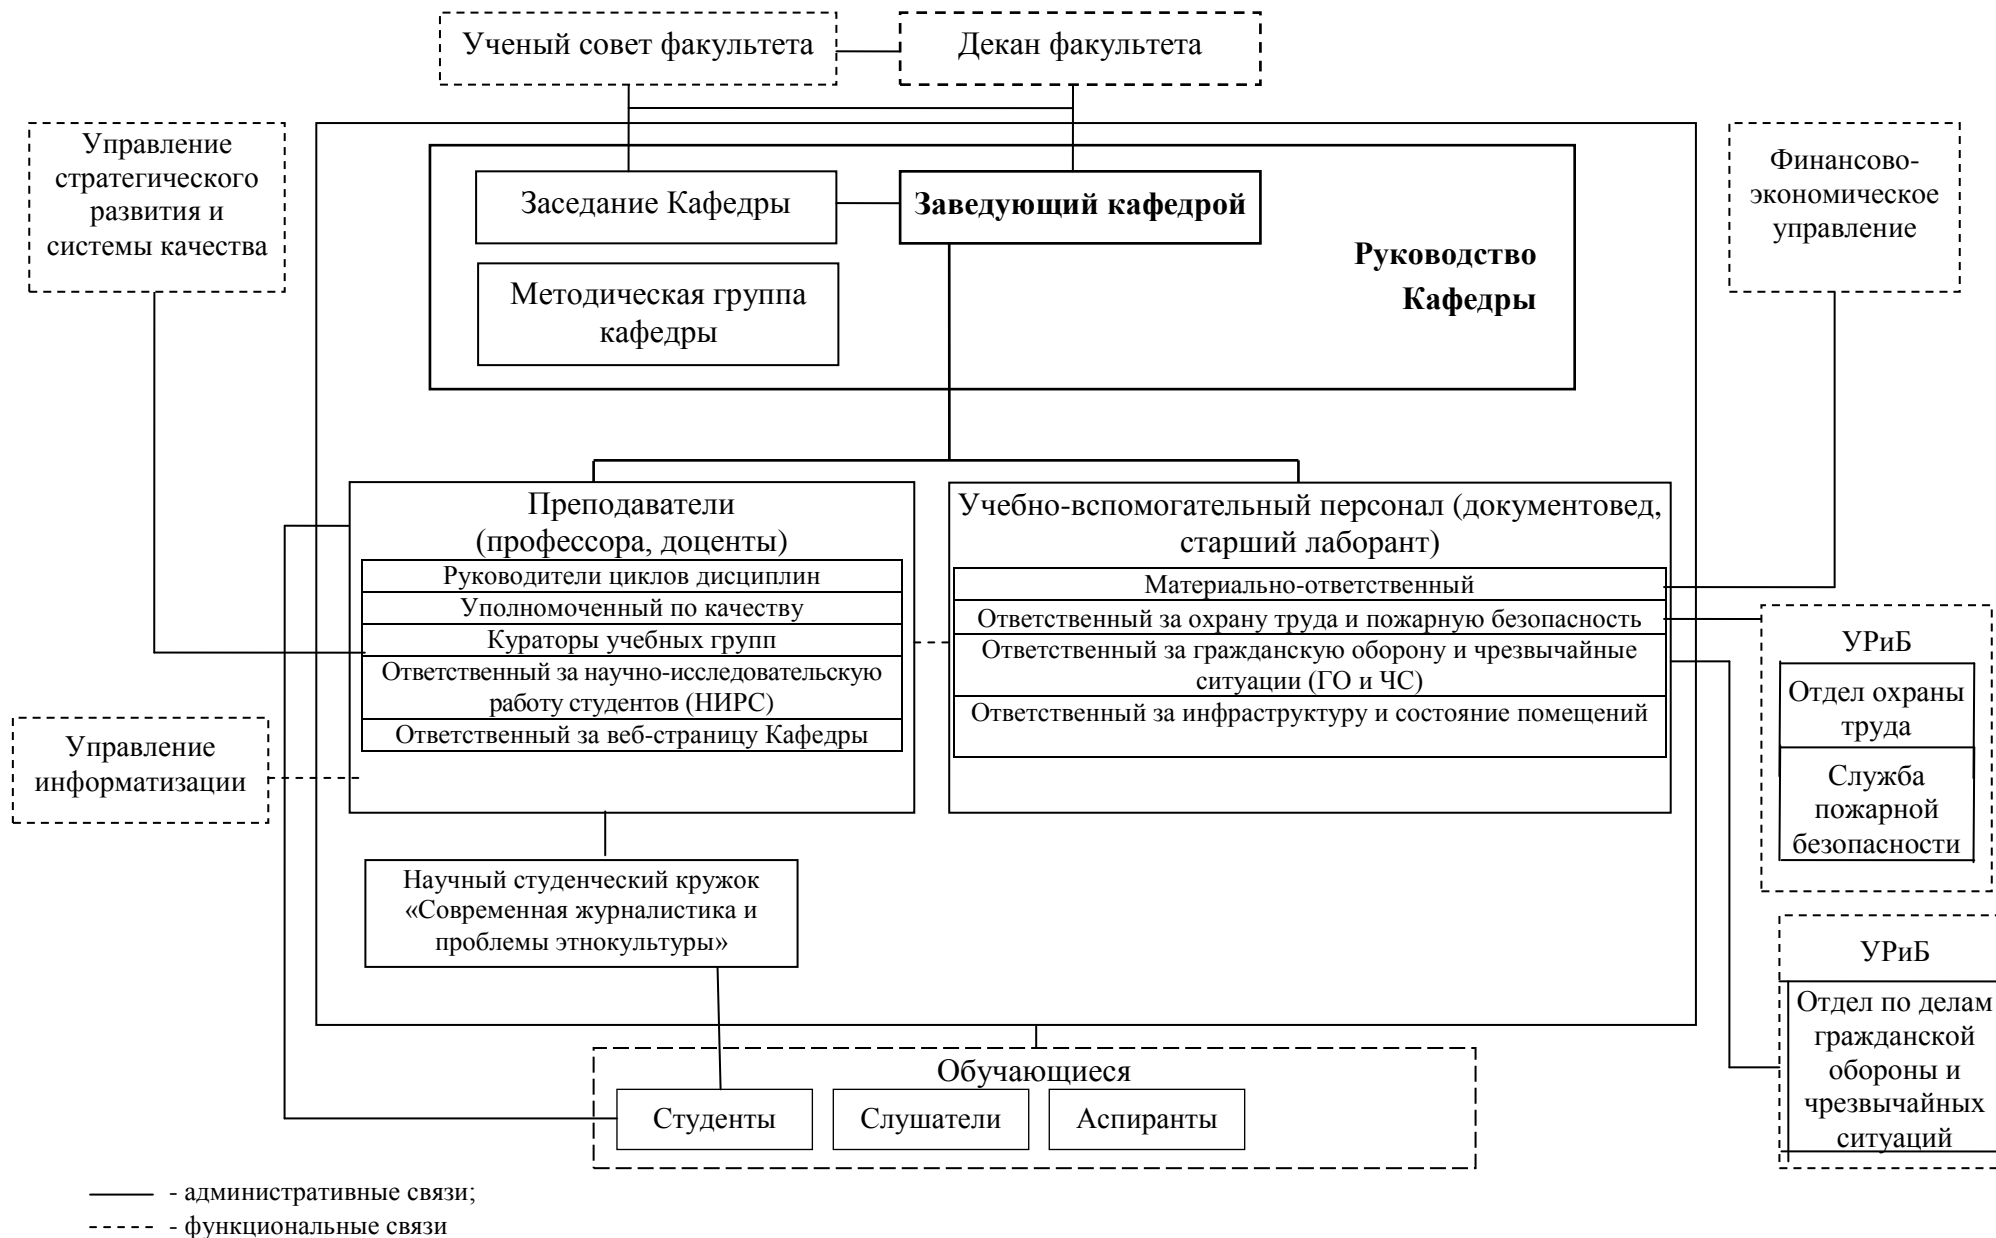 Ученый совет факультета
Декан факультета
Управление
стратегического
развития и
системы качества
Финансово-
экономическое
управление
Заседание Кафедры
Заведующий кафедрой
Руководство
Кафедры
Методическая группа
кафедры
Преподаватели
(профессора, доценты)
Руководители циклов дисциплин
Уполномоченный по качеству
Кураторы учебных групп
Ответственный за научно-исследовательскую
работу студентов (НИРС)
Ответственный за веб-страницу Кафедры
Учебно-вспомогательный персонал (документовед,
старший лаборант)
Материально-ответственный
Ответственный за охрану труда и пожарную безопасность
Ответственный за гражданскую оборону и чрезвычайные
ситуации (ГО и ЧС)
Ответственный за инфраструктуру и состояние помещений
УРиБ
Отдел охраны
труда
Служба
пожарной
безопасности
Управление
информатизации
Научный студенческий кружок
«Современная журналистика и
проблемы этнокультуры»
УРиБ
Отдел по делам
гражданской
обороны и
чрезвычайных
ситуаций
Обучающиеся
Студенты
Слушатели
Аспиранты
- административные связи;
- функциональные связи